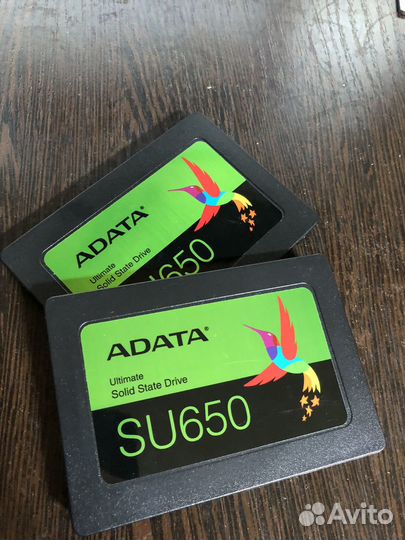 ADATA®
Ultimate
Solid State Drive
SU650
ADATA®
Ultimate
Solid State Drive
SU650
Avito